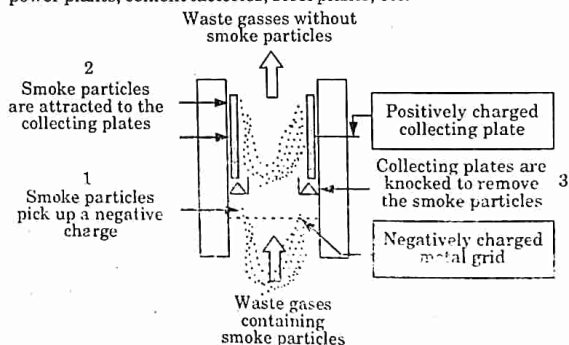 Waste gasses without
smoke particles
2
Smoke particles
are attracted to the
collecting plates
Positively charged
collecting plate
1
Smoke particles
pick up a negative
charge
Collecting plates are
knocked to remove
the smoke particles
3
Negatively charged
metal grid
Waste gases
containing
smoke particles